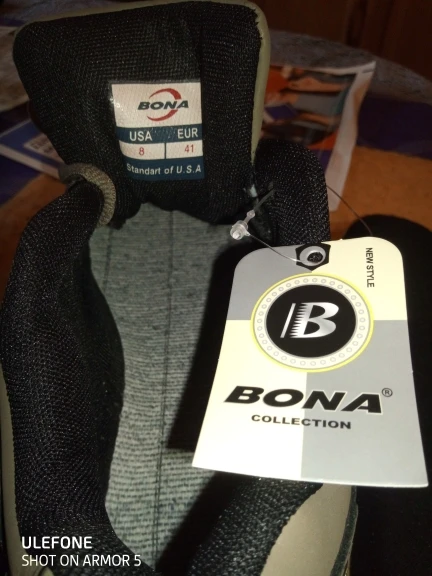 BONA
USA EUR
8 41
Standart of U.S.A
NEW STYLE
B
BONA®
COLLECTION
ULEFONE
SHOT ON ARMOR 5